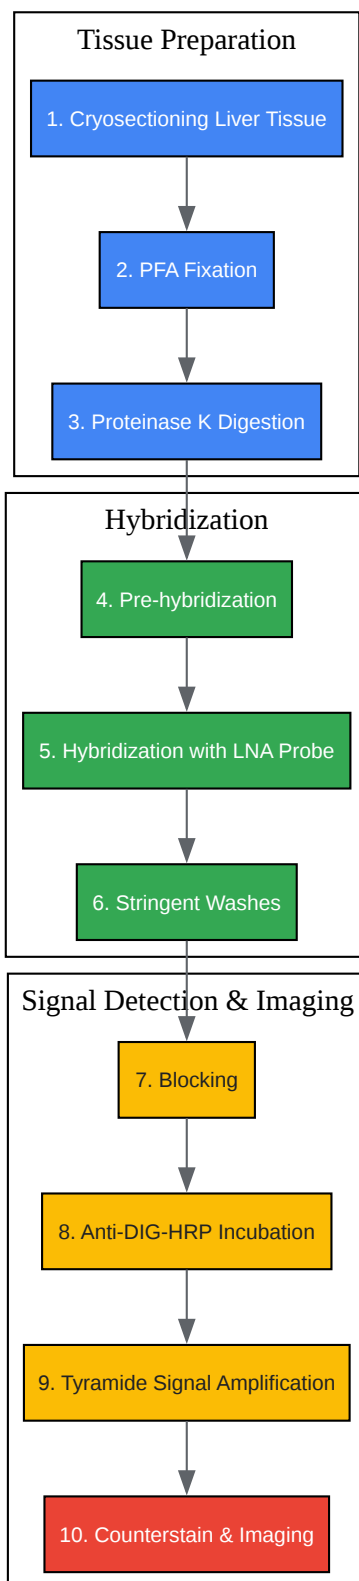 Tissue Preparation
1. Cryosectioning Liver Tissue
2. PFA Fixation
3. Proteinase K Digestion
Hybridization
4. Pre-hybridization
5. Hybridization with LNA Probe
6. Stringent Washes
Signal Detection & Imaging
7. Blocking
8. Anti-DIG-HRP Incubation
9. Tyramide Signal Amplification
10. Counterstain & Imaging